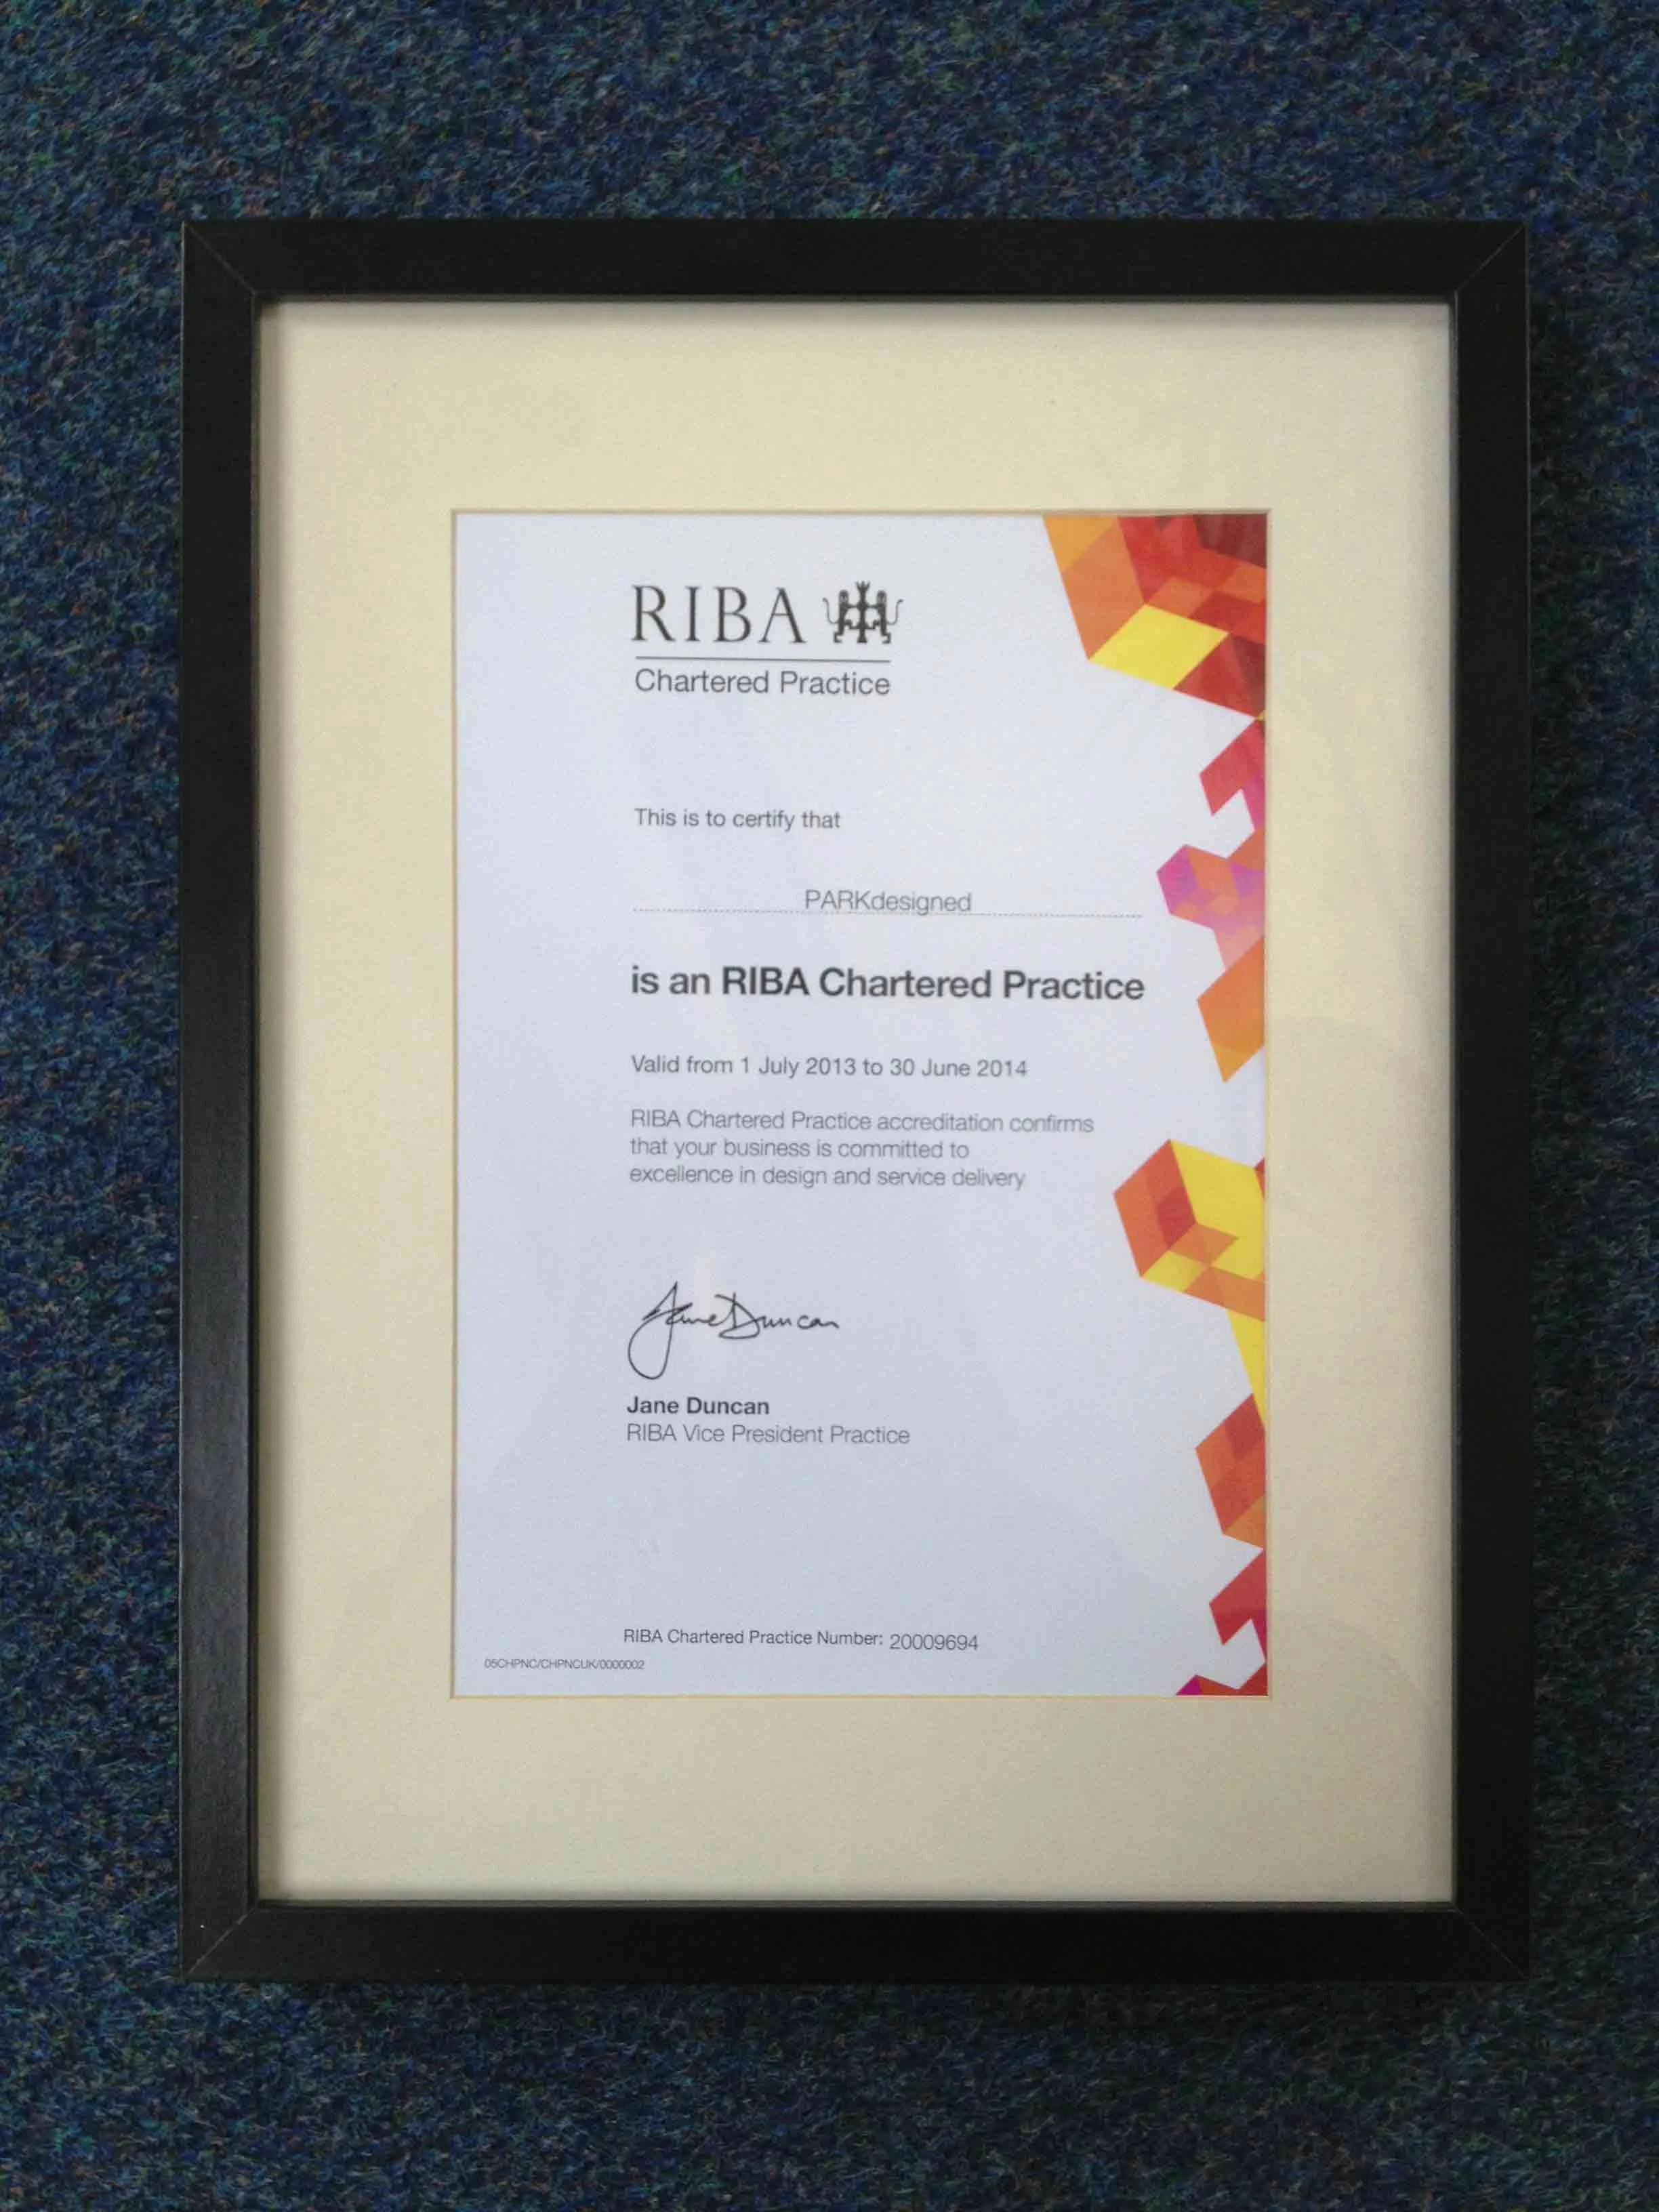 RIBA
Chartered Practice
This is to certify that
PARKdesigned
is an RIBA Chartered Practice
Valid from 1 July 2013 to 30 June 2014
RIBA Chartered Practice accreditation confirms
that your business is committed to
excellence in design and service delivery
Jane Duncan
Jane Duncan
RIBA Vice President Practice
RIBA Chartered Practice Number: 20009694
05CHPNC/CHPNCUK/0000002